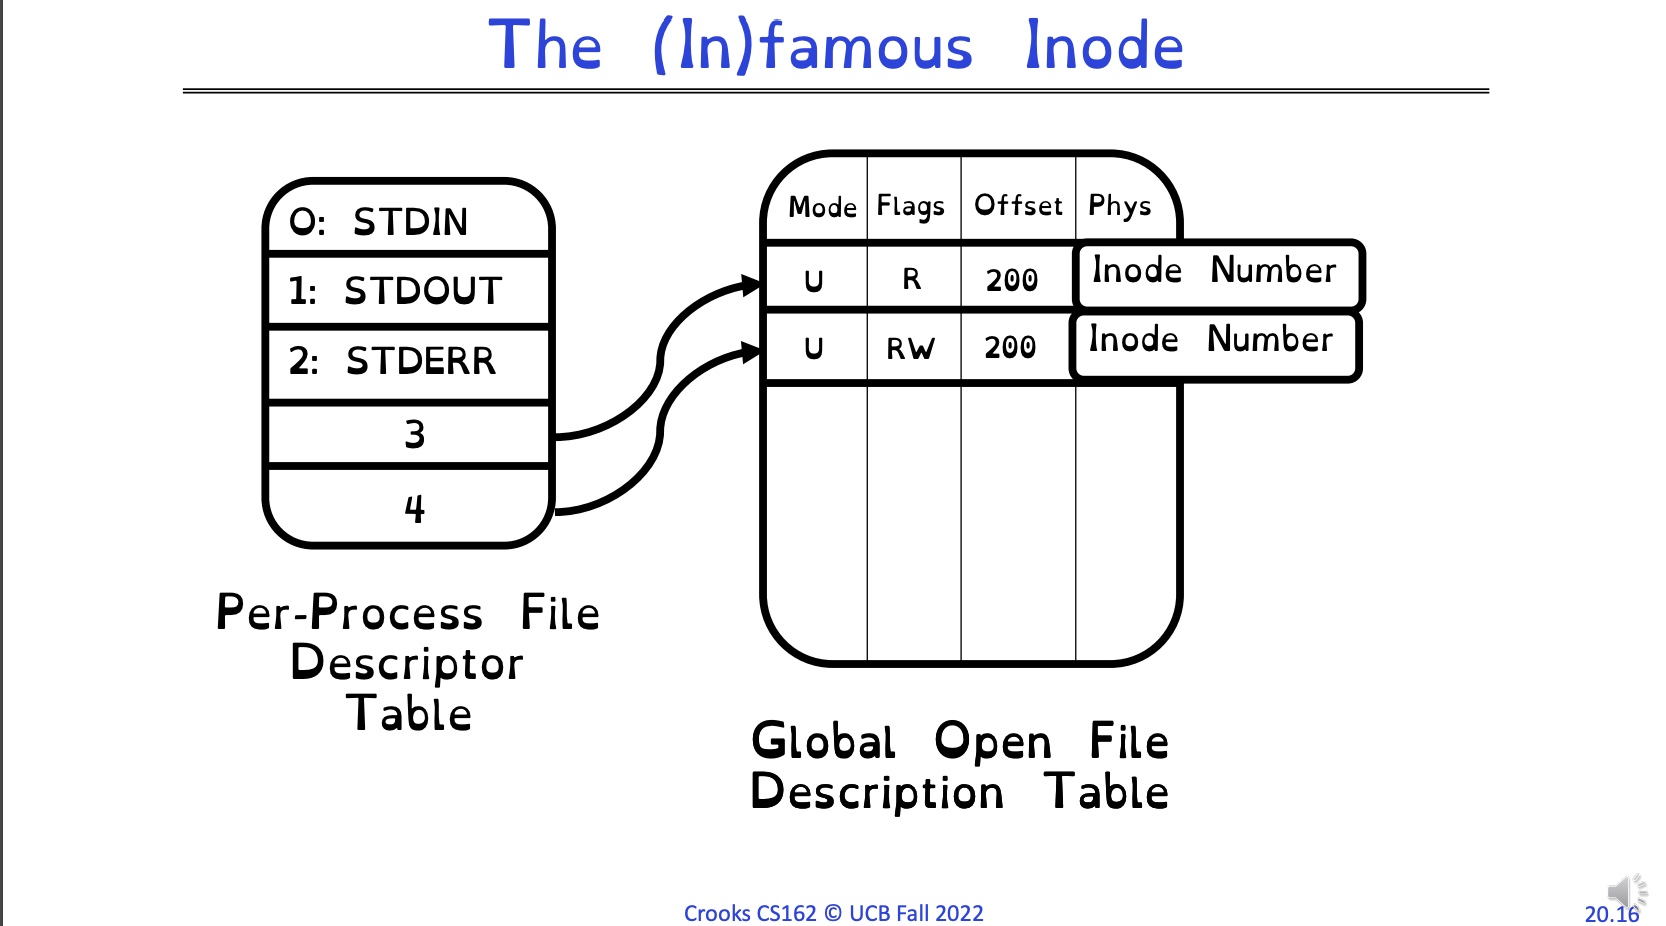 The (In)famous Inode
0: STDIN
1: STDOUT
2: STDERR
3
4
Per-Process File
Descriptor
Table
Mode Flags Offset Phys
U R 200 Inode Number
U RW 200 Inode Number
Global Open File
Description Table
Crooks CS162 © UCB Fall 2022
20.16